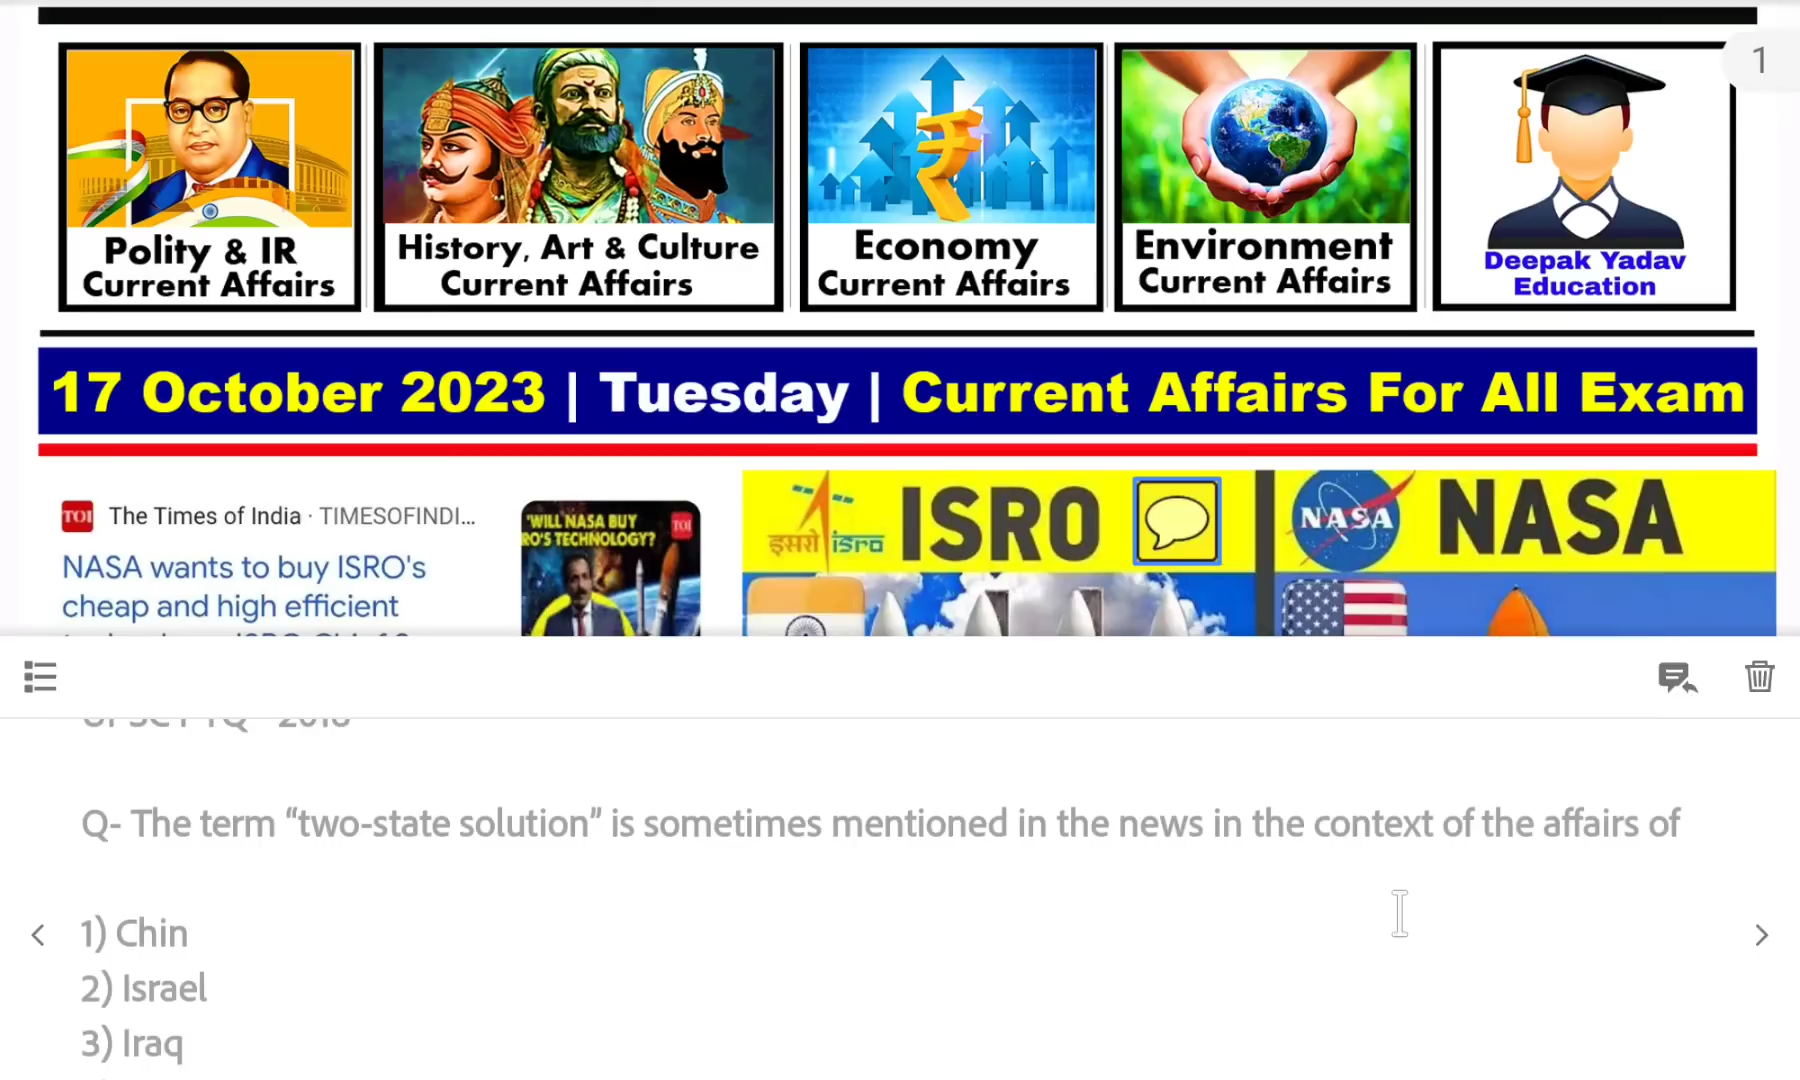 1
Polity & IR
Current Affairs
History, Art & Culture
Current Affairs
Economy
Current Affairs
Environment
Current Affairs
Deepak Yadav
Education
17 October 2023 | Tuesday | Current Affairs For All Exam
TOI The Times of India · TIMESOFINDI...
NASA wants to buy ISRO's
cheap and high efficient
'WILL NASA BUY
RO'S TECHNOLOGY?
TOI
इसरो isro
ISRO
NASA
NASA
Q- The term “two-state solution” is sometimes mentioned in the news in the context of the affairs of
1) Chin
2) Israel
3) Iraq